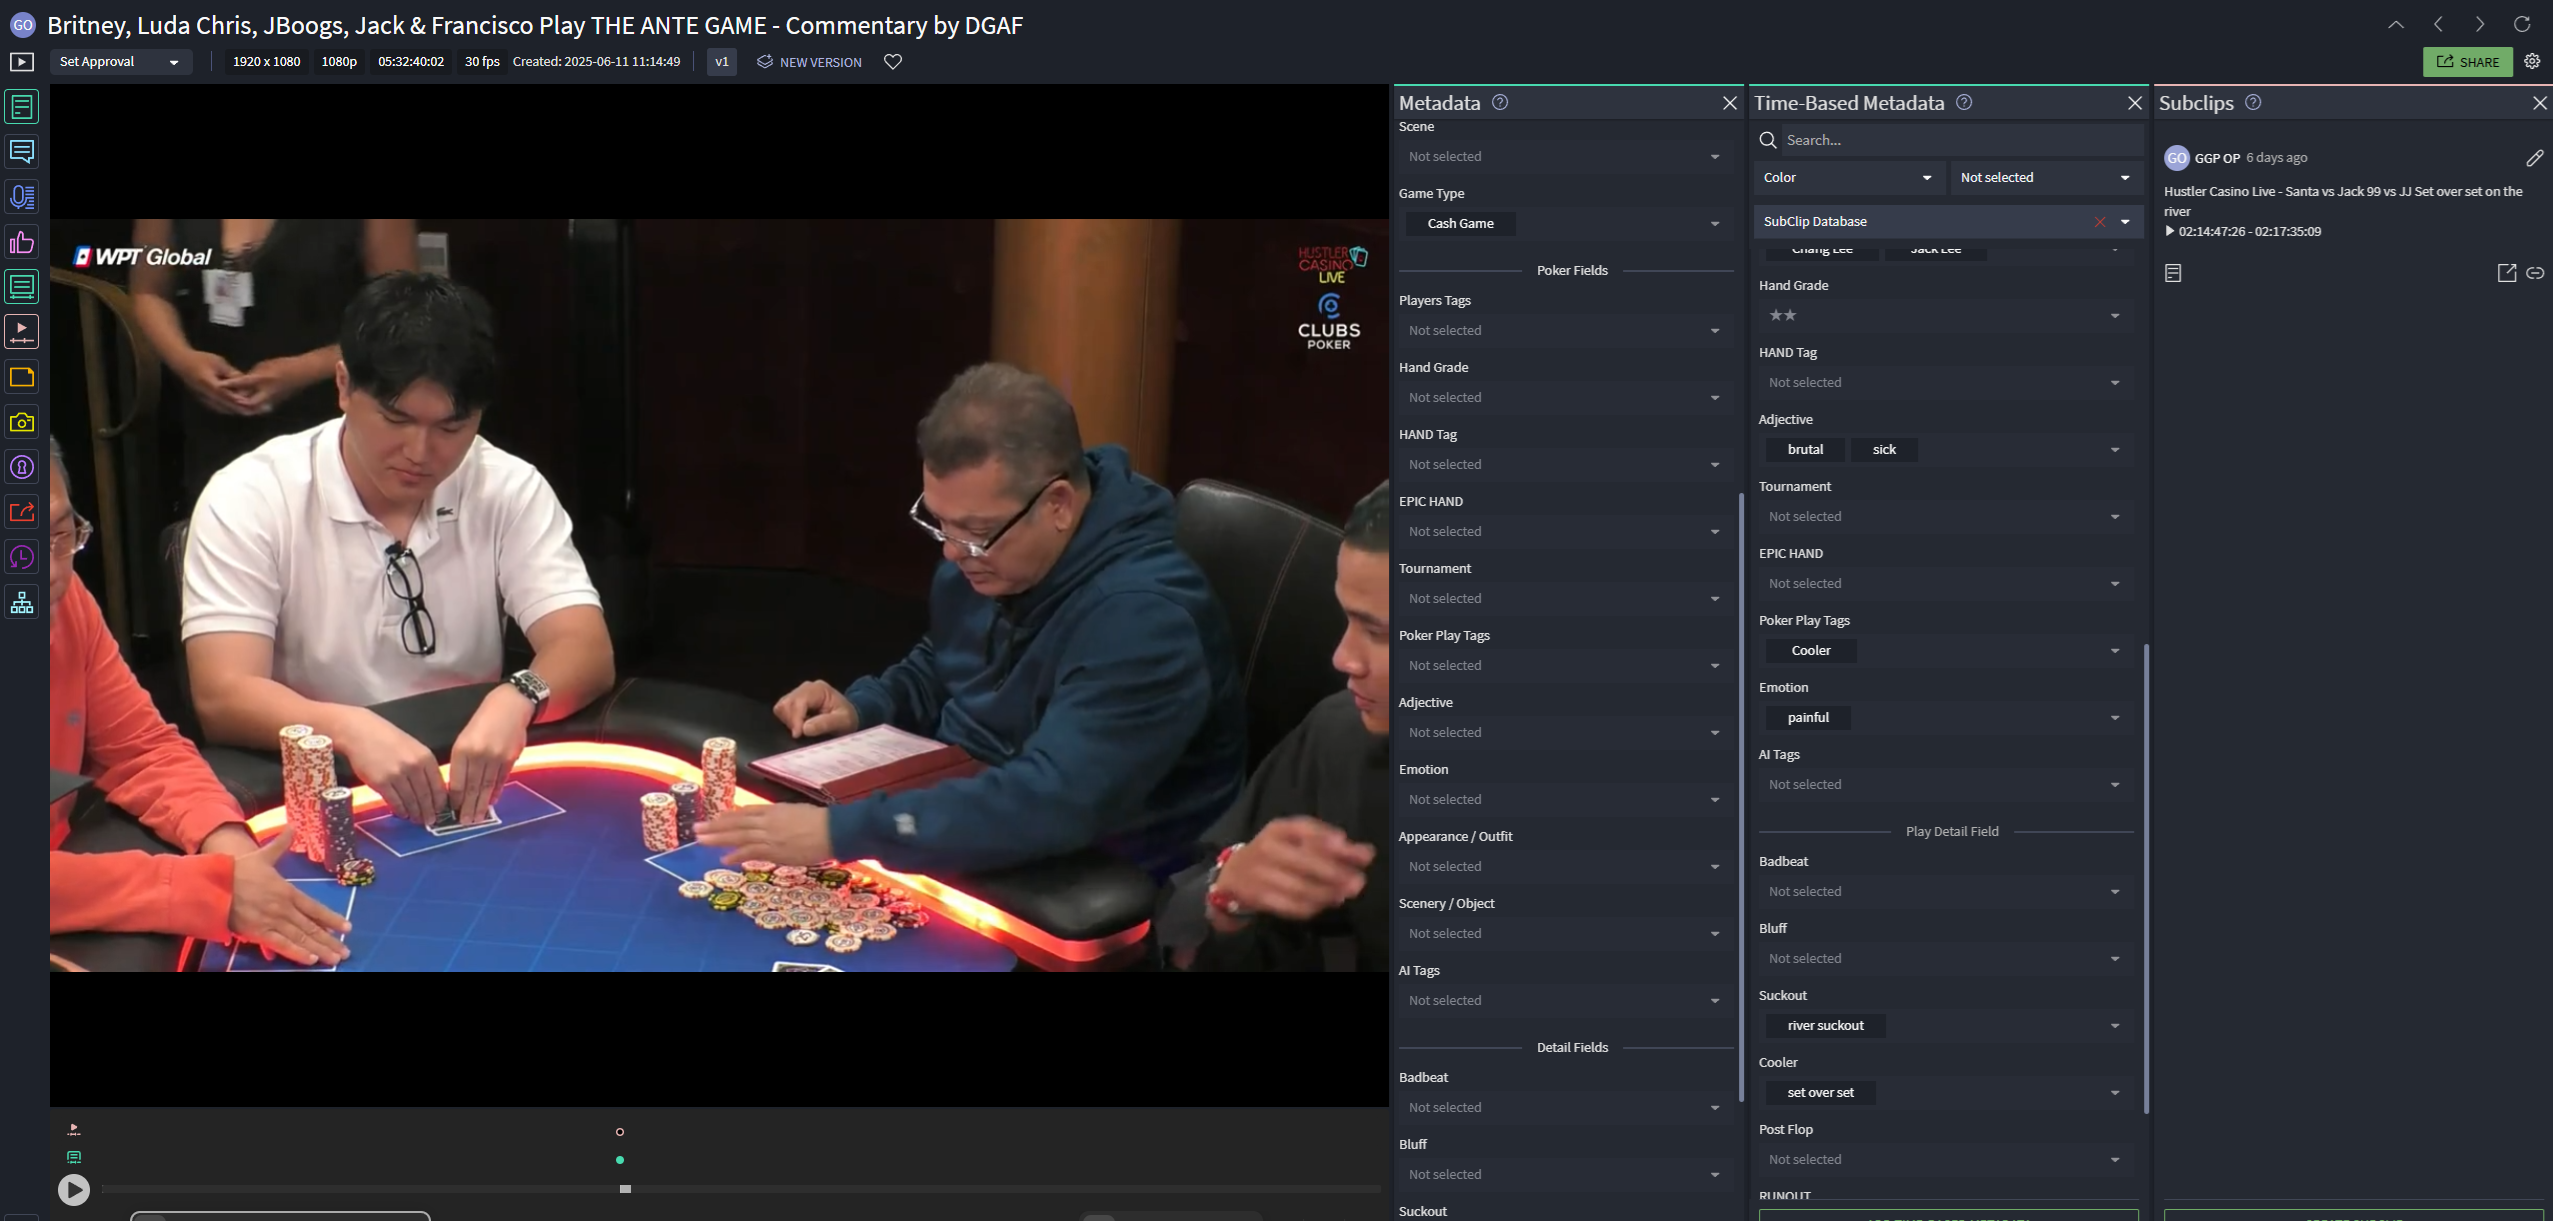 GO Britney, Luda Chris, JBoogs, Jack & Francisco Play THE ANTE GAME - Commentary by DGAF
Set Approval
1920 x 1080
1080p
05:32:40:02
30 fps
Created: 2025-06-11 11:14:49
v1
NEW VERSION
SHARE
WPT Global
HUSTLER
CASINO
LIVE
CLUBS
POKER
Metadata
Scene
Not selected
Game Type
Cash Game
Poker Fields
Players Tags
Not selected
Hand Grade
Not selected
HAND Tag
Not selected
EPIC HAND
Not selected
Tournament
Not selected
Poker Play Tags
Not selected
Adjective
Not selected
Emotion
Not selected
Appearance / Outfit
Not selected
Scenery / Object
Not selected
AI Tags
Not selected
Detail Fields
Badbeat
Not selected
Bluff
Not selected
Suckout
Time-Based Metadata
Search...
Color
Not selected
SubClip Database
Chang Lee Jack Lee
Hand Grade
★★
HAND Tag
Not selected
Adjective
brutal sick
Tournament
Not selected
EPIC HAND
Not selected
Poker Play Tags
Cooler
Emotion
painful
AI Tags
Not selected
Play Detail Field
Badbeat
Not selected
Bluff
Not selected
Suckout
river suckout
Cooler
set over set
Post Flop
Not selected
RUNOUT
Subclips
GO GGP OP 6 days ago
Hustler Casino Live - Santa vs Jack 99 vs JJ Set over set on the
river
02:14:47:26 - 02:17:35:09